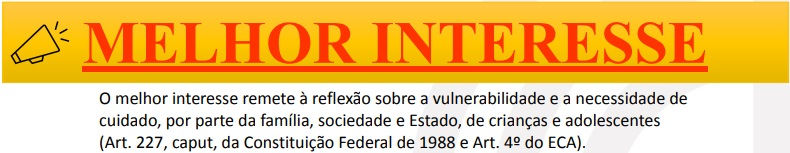 MELHOR INTERESSE
O melhor interesse remete à reflexão sobre a vulnerabilidade e a necessidade de
cuidado, por parte da família, sociedade e Estado, de crianças e adolescentes
(Art. 227, caput, da Constituição Federal de 1988 e Art. 4º do ECA).